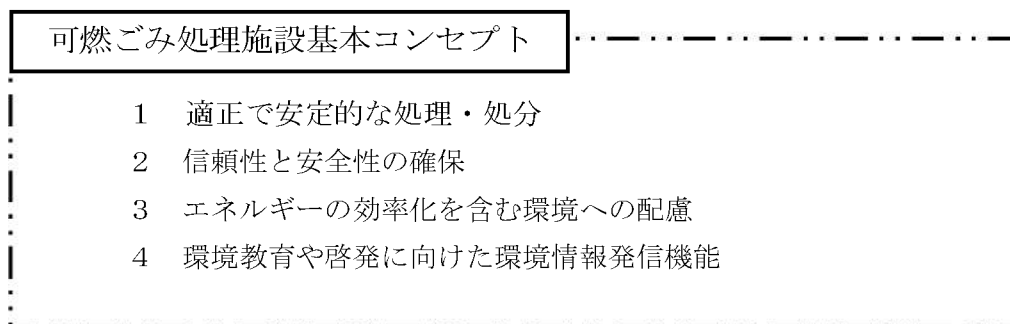 可燃ごみ処理施設基本コンセプト
1 適正で安定的な処理・処分
2 信頼性と安全性の確保
3 エネルギーの効率化を含む環境への配慮
4 環境教育や啓発に向けた環境情報発信機能